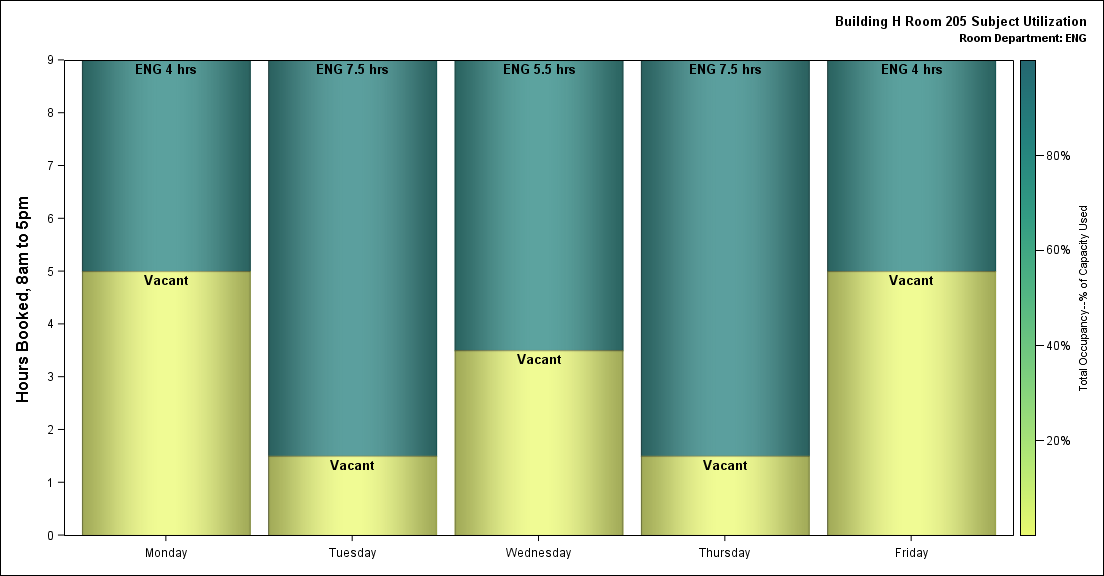 Building H Room 205 Subject Utilization
Room Department: ENG
Hours Booked, 8am to 5pm
9
8
7
6
5
4
3
2
1
0
ENG 4 hrs
Vacant
ENG 7.5 hrs
Vacant
ENG 5.5 hrs
Vacant
ENG 7.5 hrs
Vacant
ENG 4 hrs
Vacant
Monday
Tuesday
Wednesday
Thursday
Friday
80%
60%
40%
20%
Total Occupancy--% of Capacity Used